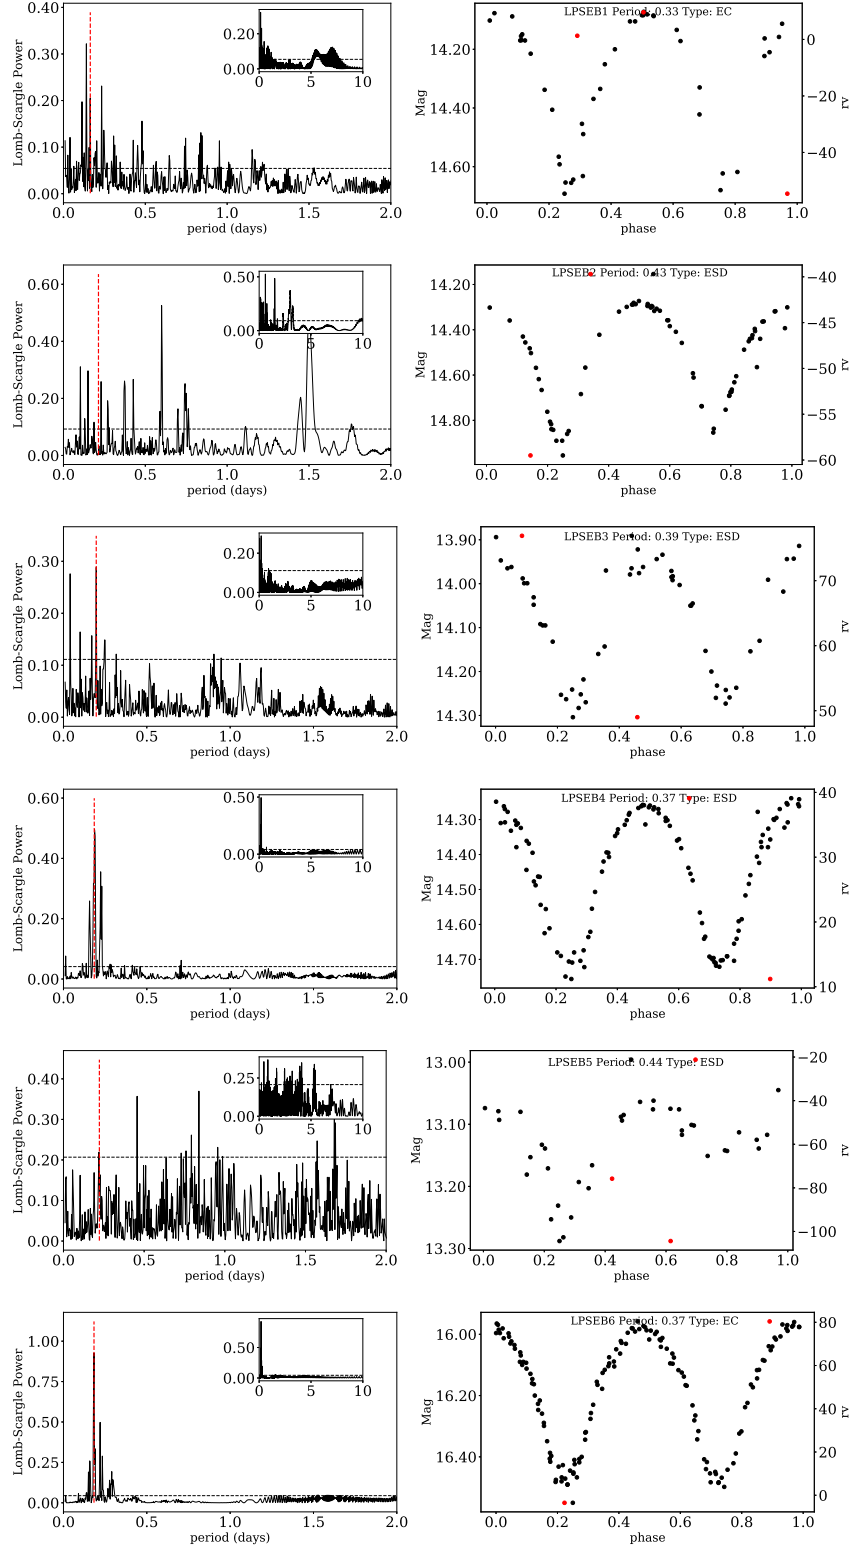 LPSEB1 Period: 0.33 Type: EC
Lomb-Scargle Power
0.40
0.30
0.20
0.10
0.00
0.20
0.00
0 5 10
0.0 0.5 1.0 1.5 2.0
period (days)
Mag
14.20
14.40
14.60
0
−20
−40
rv
0.0 0.2 0.4 0.6 0.8 1.0
phase
LPSEB2 Period: 0.43 Type: ESD
Lomb-Scargle Power
0.60
0.40
0.20
0.00
0.50
0.00
0 5 10
0.0 0.5 1.0 1.5 2.0
period (days)
Mag
14.20
14.40
14.60
14.80
−40
−45
−50
−55
−60
rv
0.0 0.2 0.4 0.6 0.8 1.0
phase
LPSEB3 Period: 0.39 Type: ESD
Lomb-Scargle Power
0.30
0.20
0.10
0.00
0.20
0.00
0 5 10
0.0 0.5 1.0 1.5 2.0
period (days)
Mag
13.90
14.00
14.10
14.20
14.30
70
60
50
rv
0.0 0.2 0.4 0.6 0.8 1.0
phase
LPSEB4 Period: 0.37 Type: ESD
Lomb-Scargle Power
0.60
0.40
0.20
0.00
0.50
0.00
0 5 10
0.0 0.5 1.0 1.5 2.0
period (days)
Mag
14.30
14.40
14.50
14.60
14.70
40
30
20
10
rv
0.0 0.2 0.4 0.6 0.8 1.0
phase
LPSEB5 Period: 0.44 Type: ESD
Lomb-Scargle Power
0.40
0.30
0.20
0.10
0.00
0.25
0.00
0 5 10
0.0 0.5 1.0 1.5 2.0
period (days)
Mag
13.00
13.10
13.20
13.30
−20
−40
−60
−80
−100
rv
0.0 0.2 0.4 0.6 0.8 1.0
phase
LPSEB6 Period: 0.37 Type: EC
Lomb-Scargle Power
1.00
0.75
0.50
0.25
0.00
0.50
0.00
0 5 10
0.0 0.5 1.0 1.5 2.0
period (days)
Mag
16.00
16.20
16.40
80
60
40
20
0
rv
0.0 0.2 0.4 0.6 0.8 1.0
phase